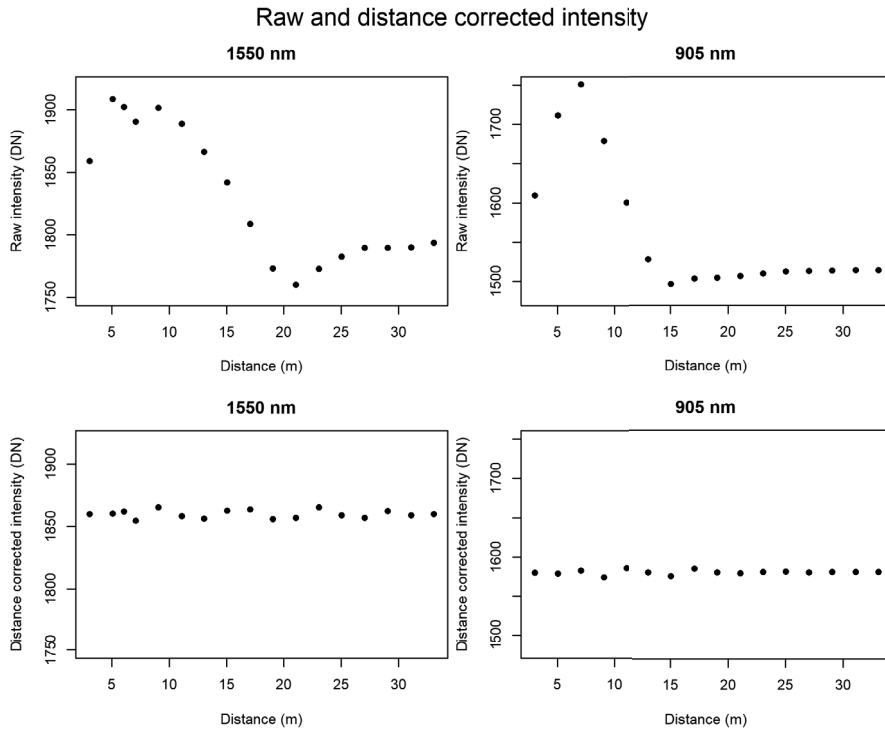 Raw and distance corrected intensity
1550 nm
Raw intensity (DN)
1900
1850
1800
1750
5 10 15 20 25 30
Distance (m)
905 nm
Raw intensity (DN)
1700
1600
1500
5 10 15 20 25 30
Distance (m)
1550 nm
Distance corrected intensity (DN)
1900
1850
1800
1750
5 10 15 20 25 30
Distance (m)
905 nm
Distance corrected intensity (DN)
1700
1600
1500
5 10 15 20 25 30
Distance (m)